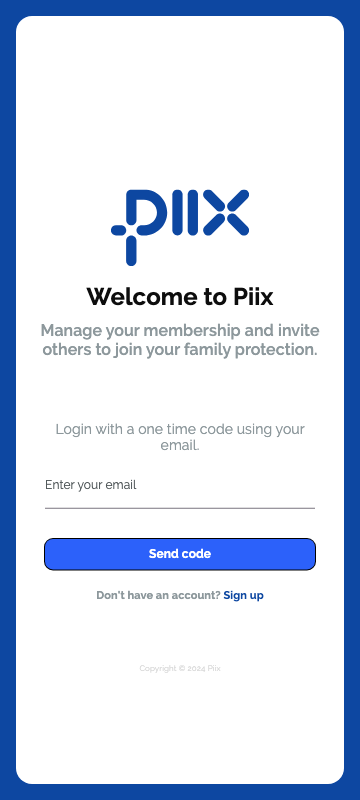 piix
Welcome to Piix
Manage your membership and invite
others to join your family protection.
Login with a one time code using your
email.
Enter your email
Send code
Don't have an account? Sign up
Copyright © 2024 Piix